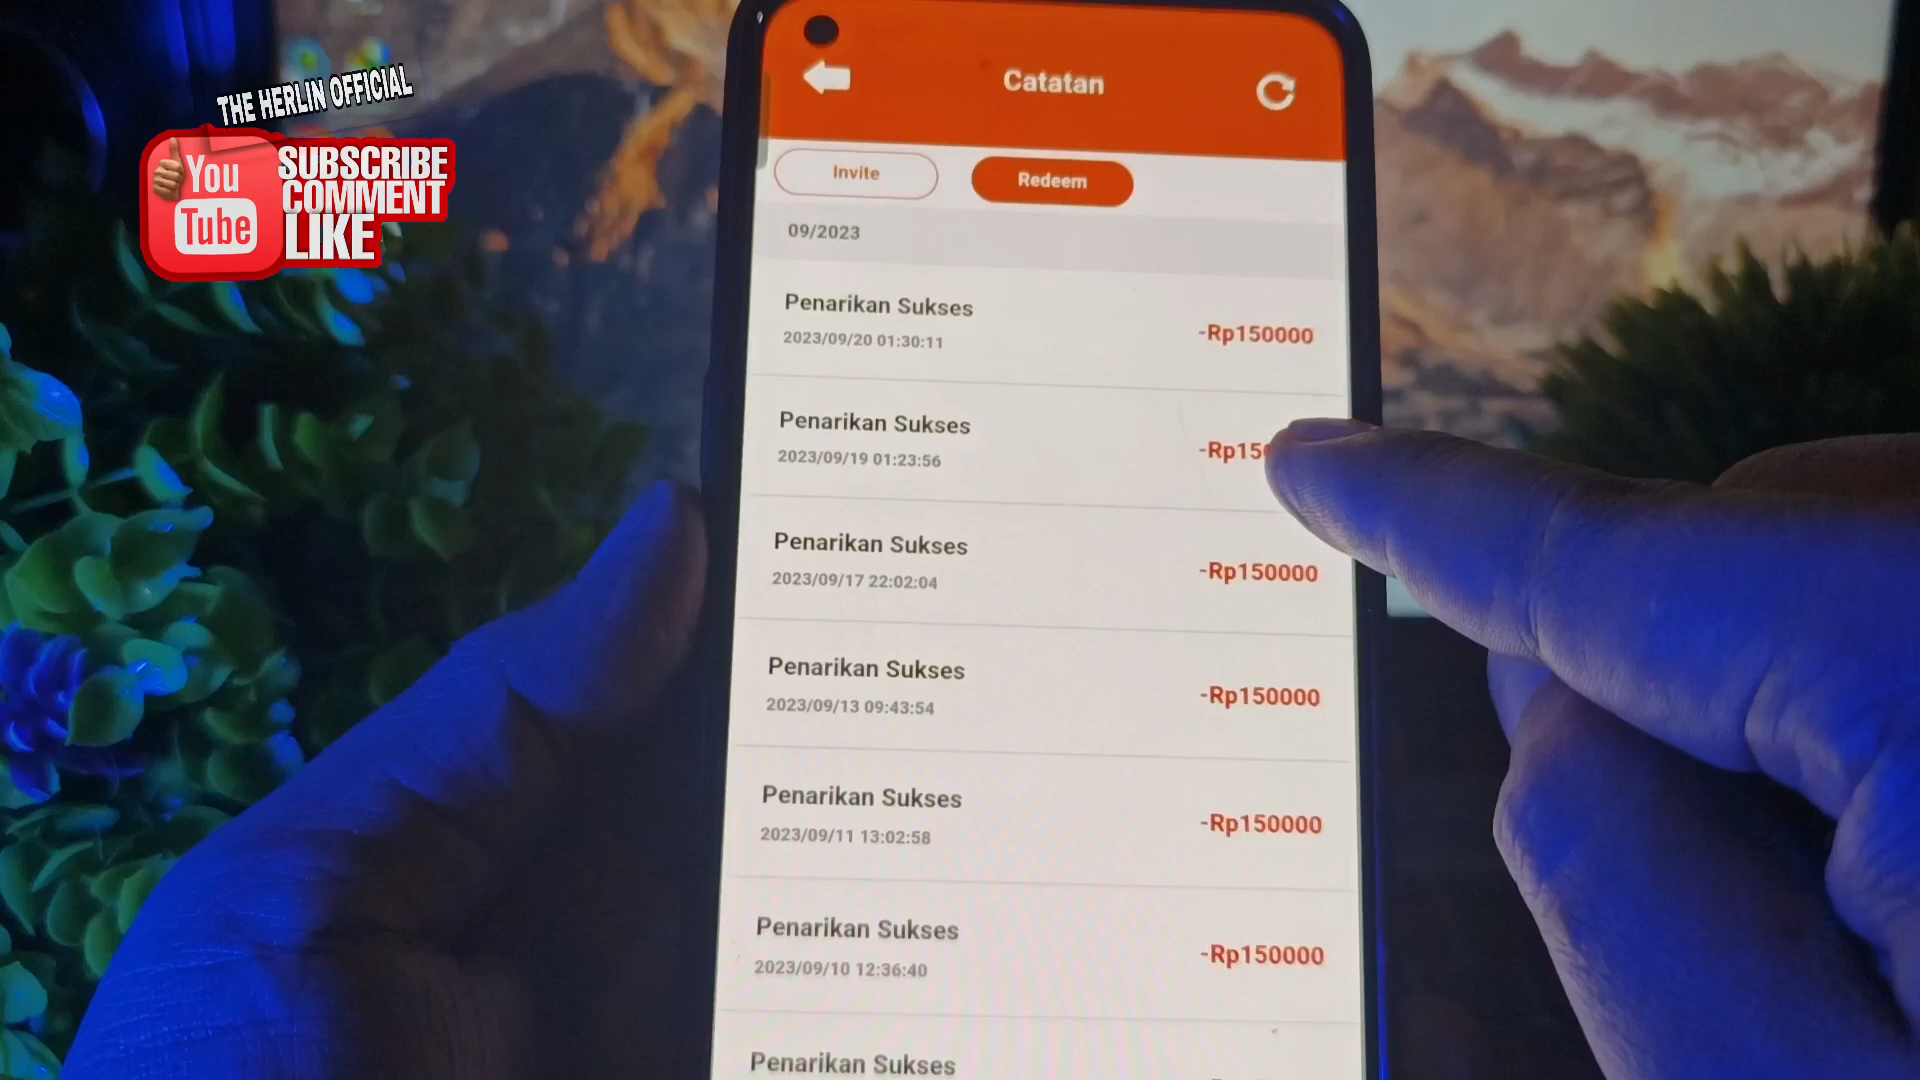 THE HERLIN OFFICIAL
You
Tube
SUBSCRIBE
COMMENT
LIKE
Catatan
Invite
Redeem
09/2023
Penarikan Sukses
2023/09/20 01:30:11
-Rp150000
Penarikan Sukses
2023/09/19 01:23:56
-Rp15
Penarikan Sukses
2023/09/17 22:02:04
-Rp150000
Penarikan Sukses
2023/09/13 09:43:54
-Rp150000
Penarikan Sukses
2023/09/11 13:02:58
-Rp150000
Penarikan Sukses
2023/09/10 12:36:40
-Rp150000
Penarikan Sukses